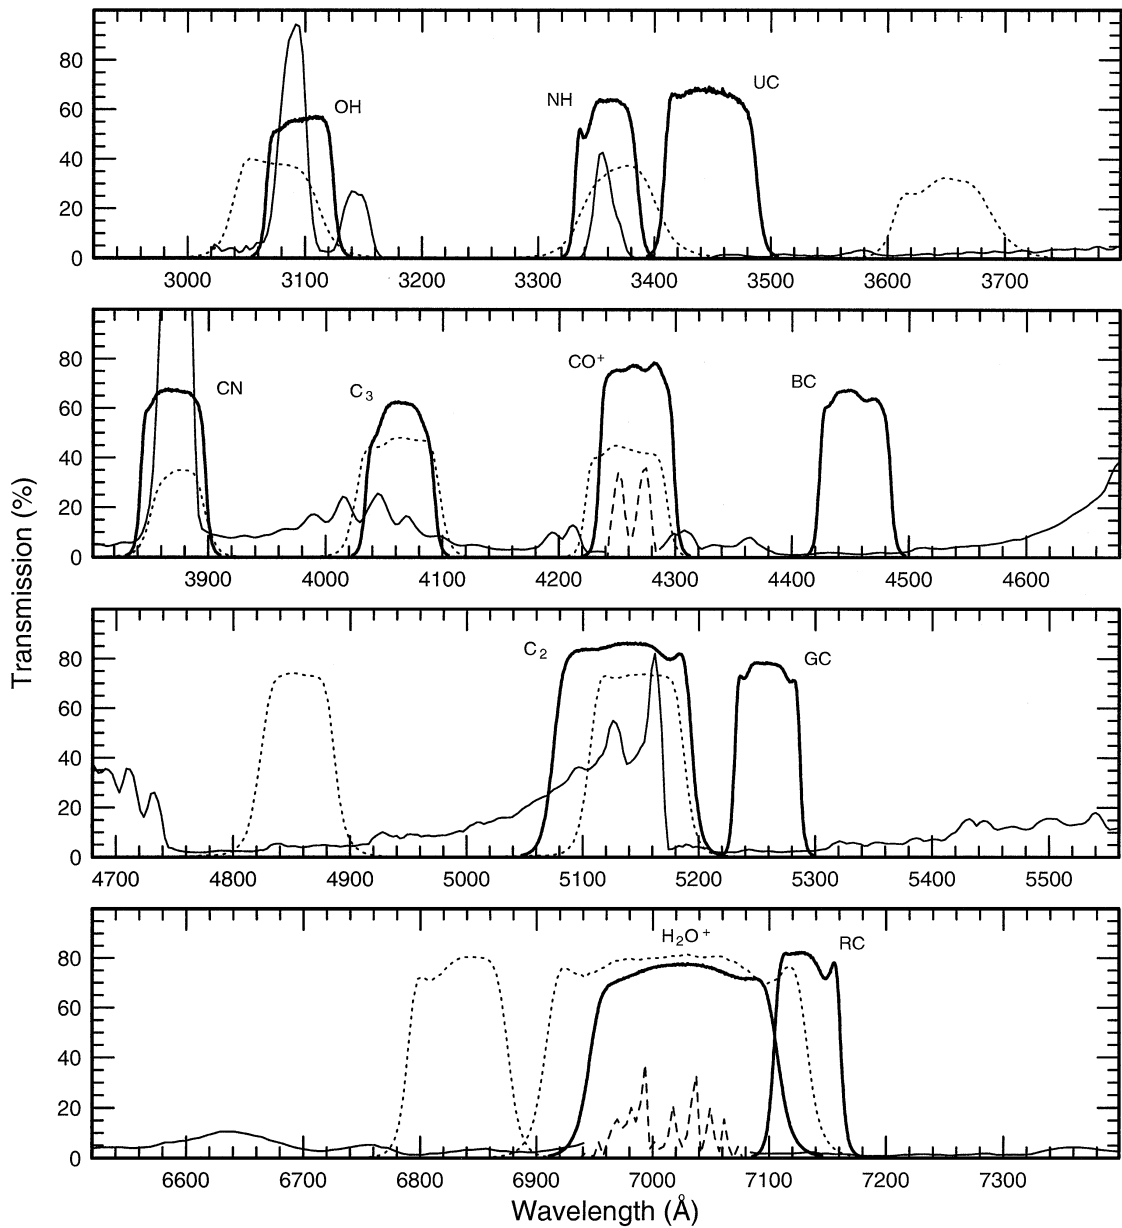 OH
NH
UC
80
60
40
20
0
3000 3100 3200 3300 3400 3500 3600 3700
CN
C3
CO+
BC
80
60
40
20
0
3900 4000 4100 4200 4300 4400 4500 4600
C2
GC
80
60
40
20
0
4700 4800 4900 5000 5100 5200 5300 5400 5500
H2O+
RC
80
60
40
20
0
6600 6700 6800 6900 7000 7100 7200 7300
Transmission (%)
Wavelength (Å)